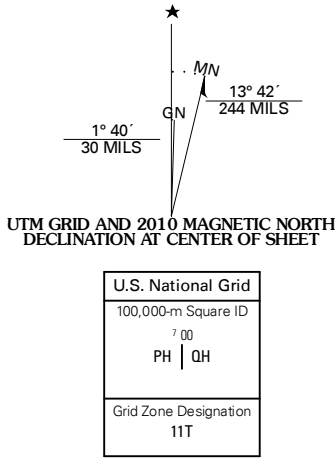 MN
GN
13° 42´
244 MILS
1° 40´
30 MILS
UTM GRID AND 2010 MAGNETIC NORTH
DECLINATION AT CENTER OF SHEET
U.S. National Grid
100,000-m Square ID
7 00
PH QH
Grid Zone Designation
11T